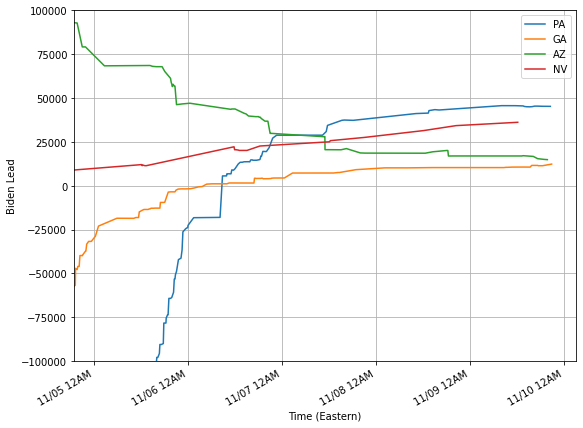 100000
75000
50000
25000
0
−25000
−50000
−75000
−100000
Biden Lead
PA
GA
AZ
NV
11/05 12AM
11/06 12AM
11/07 12AM
11/08 12AM
11/09 12AM
11/10 12AM
Time (Eastern)